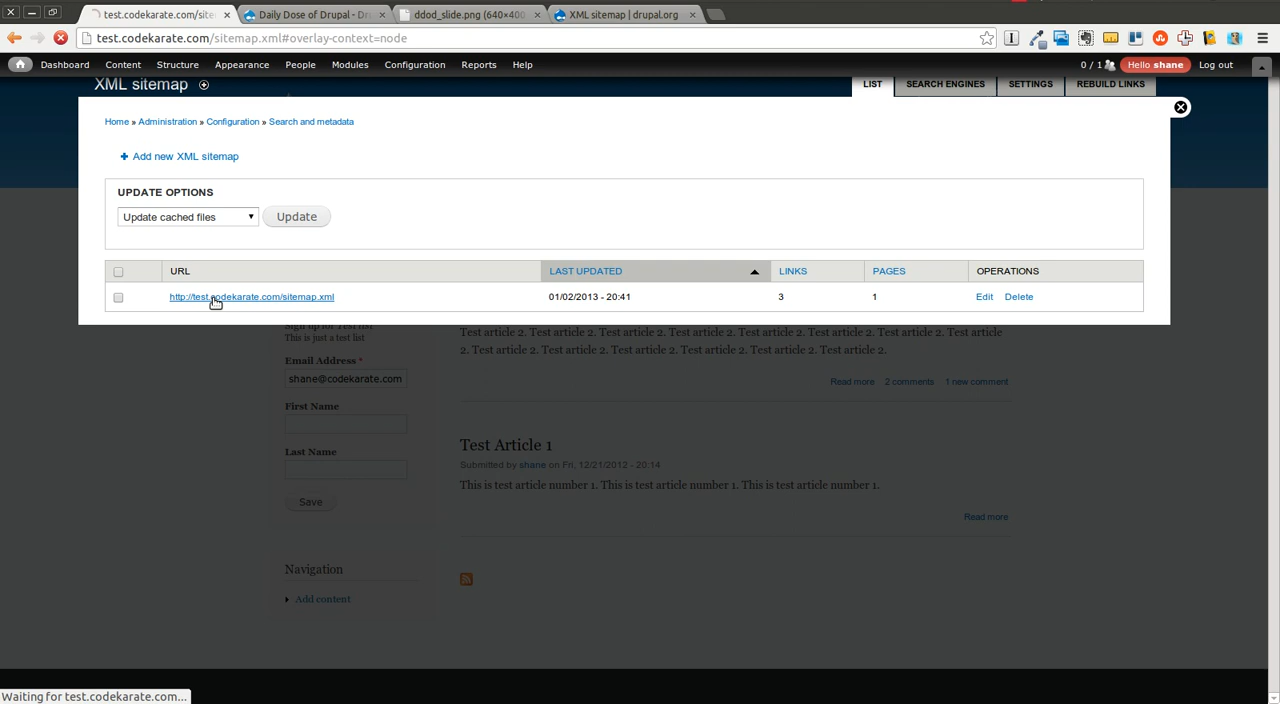 test.codekarate.com/site
Daily Dose of Drupal - Dr
ddod_slide.png (640×400
XML sitemap | drupal.org
test.codekarate.com/sitemap.xml#overlay-context=node
Dashboard Content Structure Appearance People Modules Configuration Reports Help
0 / 1
Hello shane
Log out
XML sitemap
LIST SEARCH ENGINES SETTINGS REBUILD LINKS
Home » Administration » Configuration » Search and metadata
Add new XML sitemap
UPDATE OPTIONS
Update cached files
Update
URL LAST UPDATED LINKS PAGES OPERATIONS
http://test.codekarate.com/sitemap.xml 01/02/2013 - 20:41 3 1 Edit Delete
Sign up for Test list
This is just a test list
Email Address *
shane@codekarate.com
First Name
Last Name
Save
Navigation
Add content
Test article 2. Test article 2. Test article 2. Test article 2. Test article 2. Test article 2. Test article
2. Test article 2. Test article 2. Test article 2. Test article 2. Test article 2.
Read more 2 comments 1 new comment
Test Article 1
Submitted by shane on Fri, 12/21/2012 - 20:14
This is test article number 1. This is test article number 1. This is test article number 1.
Read more
Waiting for test.codekarate.com...